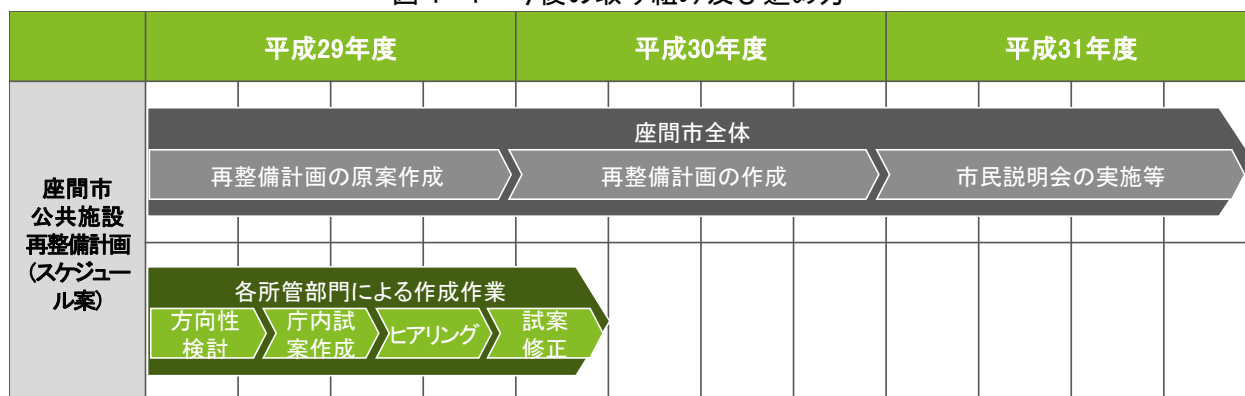 平成29年度
平成30年度
平成31年度
座間市
公共施設
再整備計画
(スケジュー
ル案)
座間市全体
再整備計画の原案作成
再整備計画の作成
市民説明会の実施等
各所管部門による作成作業
方向性
検討
庁内試
案作成
ヒアリング
試案
修正